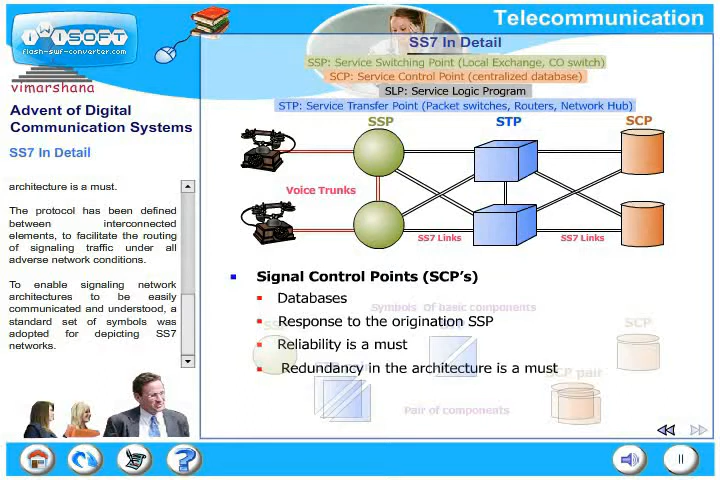 Telecommunication
iWiSOFT
flash-swf-converter.com
vimarshana
Advent of Digital
Communication Systems
SS7 In Detail
architecture is a must.
The protocol has been defined
between interconnected
elements, to facilitate the routing
of signaling traffic under all
adverse network conditions.
To enable signaling network
architectures to be easily
communicated and understood, a
standard set of symbols was
adopted for depicting SS7
networks.
SS7 In Detail
SSP: Service Switching Point (Local Exchange, CO switch)
SCP: Service Control Point (centralized database)
SLP: Service Logic Program
STP: Service Transfer Point (Packet switches, Routers, Network Hub)
SSP STP SCP
Voice Trunks
SS7 Links SS7 Links
Signal Control Points (SCP's)
Databases
Symbols Of basic components
Response to the origination SSP
SCP
Reliability is a must
Redundancy in the architecture is a must
SCP pair
Pair of components